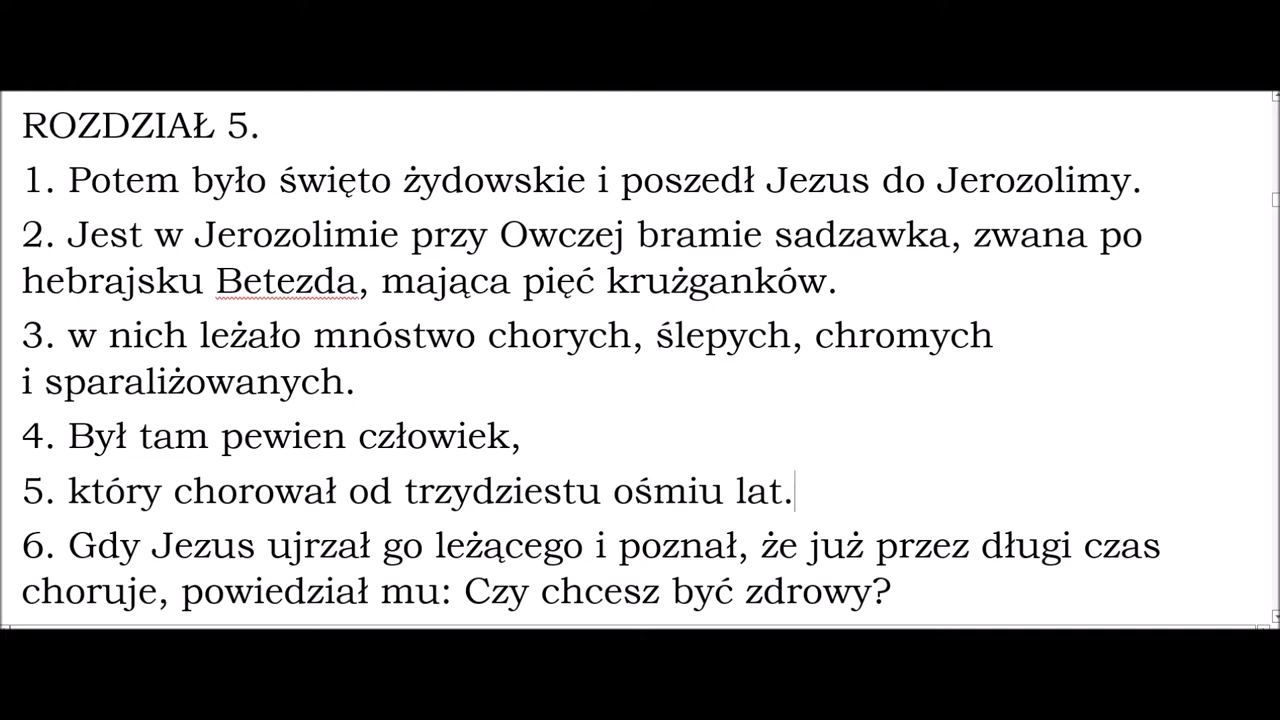 ROZDZIAŁ 5.
1. Potem było święto żydowskie i poszedł Jezus do Jerozolimy.
2. Jest w Jerozolimie przy Owczej bramie sadzawka, zwana po
hebrajsku Betezda, mająca pięć krużganków.
3. w nich leżało mnóstwo chorych, ślepych, chromych
i sparaliżowanych.
4. Był tam pewien człowiek,
5. który chorował od trzydziestu ośmiu lat.
6. Gdy Jezus ujrzał go leżącego i poznał, że już przez długi czas
choruje, powiedział mu: Czy chcesz być zdrowy?